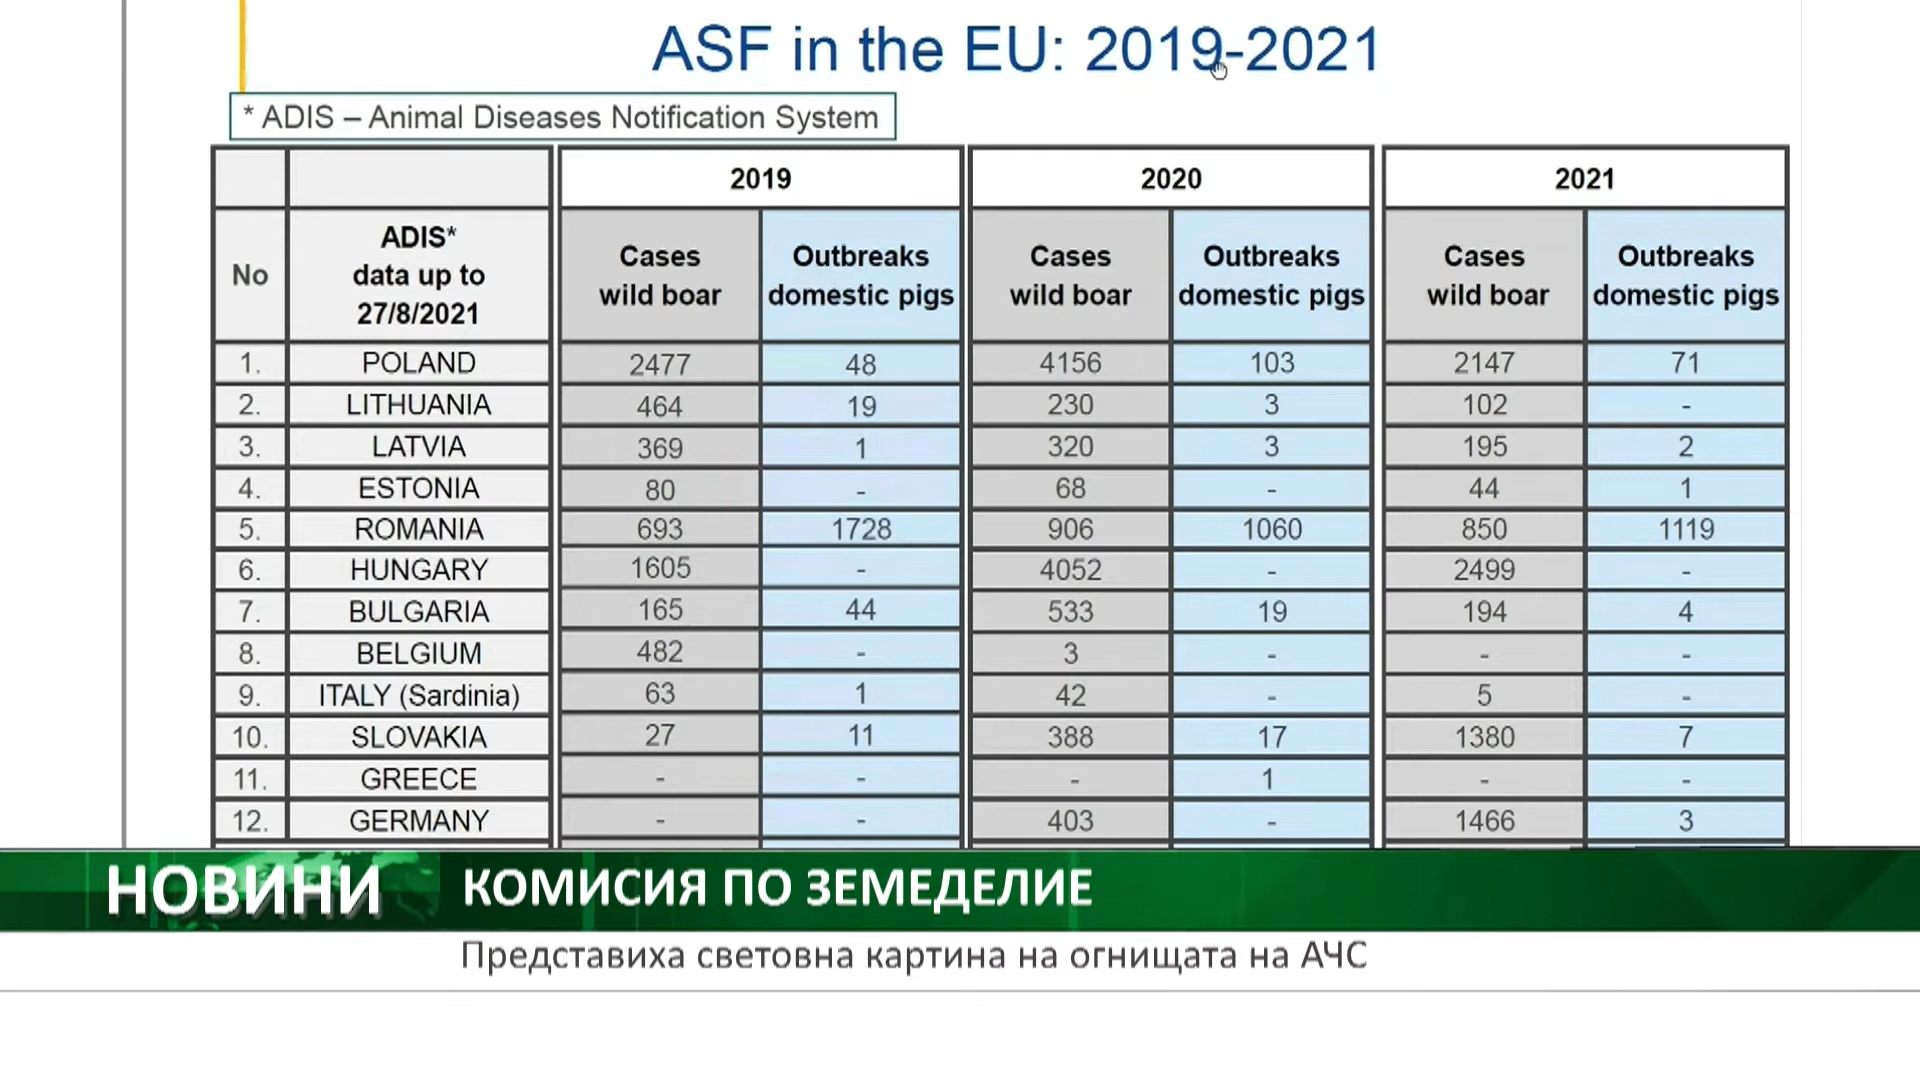 ASF in the EU: 2019-2021
* ADIS – Animal Diseases Notification System
2019 2020 2021
No ADIS* data up to 27/8/2021 Cases wild boar Outbreaks domestic pigs Cases wild boar Outbreaks domestic pigs Cases wild boar Outbreaks domestic pigs
1. POLAND 2477 48 4156 103 2147 71
2. LITHUANIA 464 19 230 3 102 -
3. LATVIA 369 1 320 3 195 2
4. ESTONIA 80 - 68 - 44 1
5. ROMANIA 693 1728 906 1060 850 1119
6. HUNGARY 1605 - 4052 - 2499 -
7. BULGARIA 165 44 533 19 194 4
8. BELGIUM 482 - 3 - - -
9. ITALY (Sardinia) 63 1 42 - 5 -
10. SLOVAKIA 27 11 388 17 1380 7
11. GREECE - - - 1 - -
12. GERMANY - - 403 - 1466 3
НОВИНИ КОМИСИЯ ПО ЗЕМЕДЕЛИЕ
Представиха световна картина на огнищата на АЧС